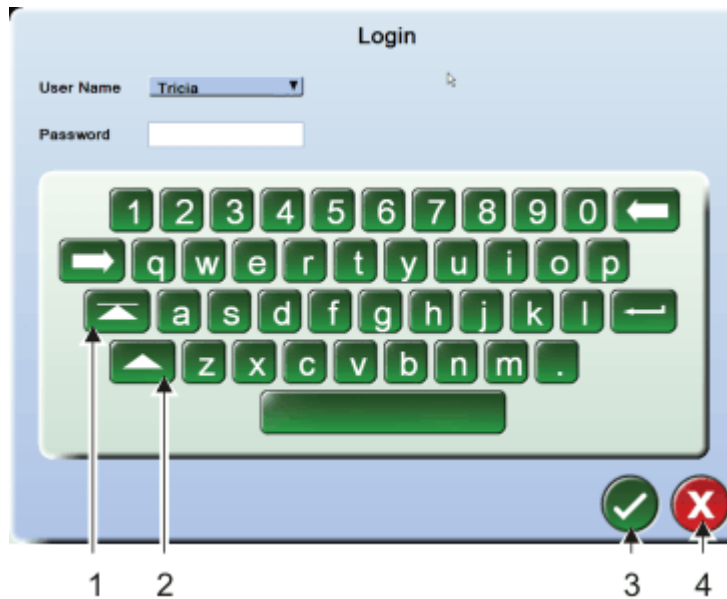 Login
User Name Tricia
Password
1 2 3 4 5 6 7 8 9 0
q w e r t y u i o p
a s d f g h j k l
z x c v b n m .
1 2 3 4